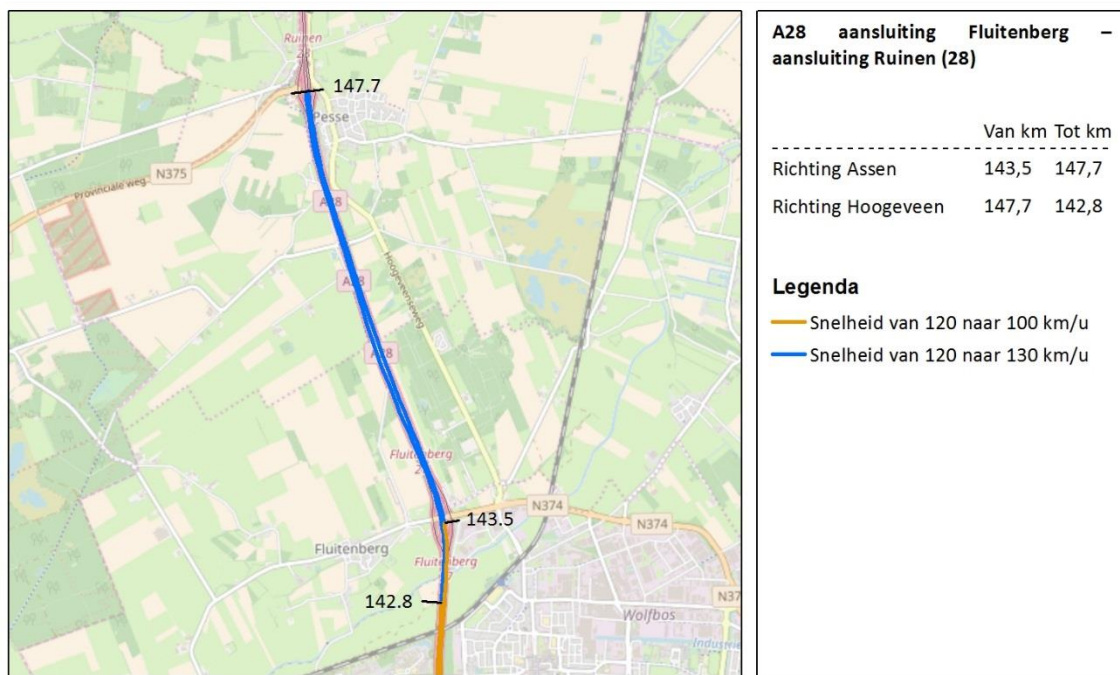 Ruinen
28
147.7
Pesse
N375
Provinciale weg
A28
A28
Hoogeveenseweg
A28
Fluitenberg
N374
143.5
N374
Fluitenberg
Fluitenberg
142.8
Wolfbos
Industrie
A28 aansluiting Fluitenberg –
aansluiting Ruinen (28)
Van km Tot km
Richting Assen 143,5 147,7
Richting Hoogeveen 147,7 142,8
Legenda
Snelheid van 120 naar 100 km/u
Snelheid van 120 naar 130 km/u